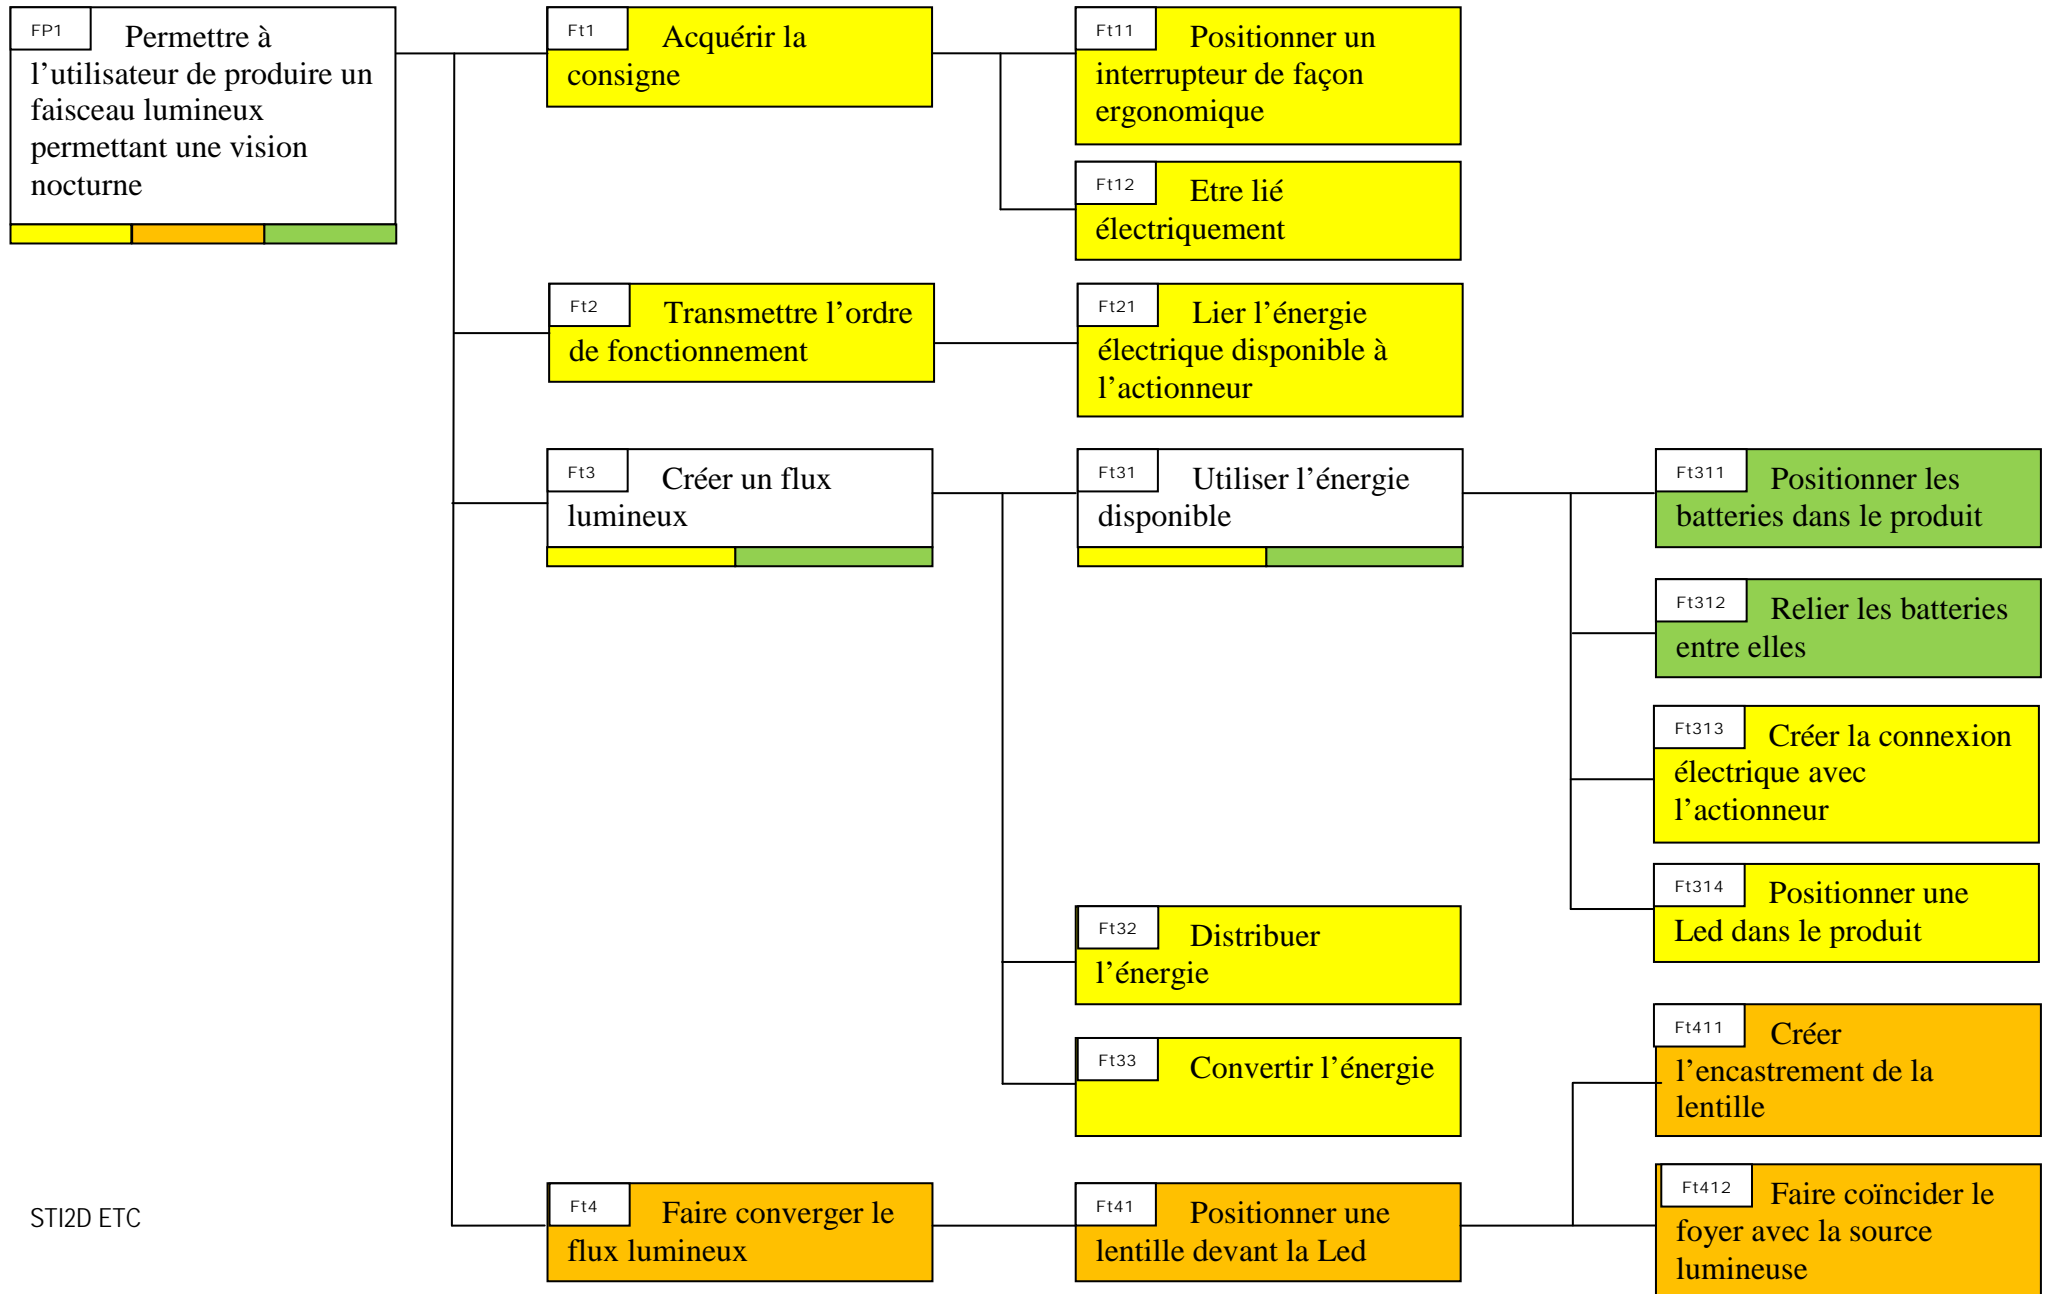 FP1 Permettre à
l’utilisateur de produire un
faisceau lumineux
permettant une vision
nocturne
Ft1 Acquérir la
consigne
Ft11 Positionner un
interrupteur de façon
ergonomique
Ft12 Etre lié
électriquement
Ft2 Transmettre l’ordre
de fonctionnement
Ft21 Lier l’énergie
électrique disponible à
l’actionneur
Ft3 Créer un flux
lumineux
Ft31 Utiliser l’énergie
disponible
Ft311 Positionner les
batteries dans le produit
Ft312 Relier les batteries
entre elles
Ft313 Créer la connexion
électrique avec
l’actionneur
Ft314 Positionner une
Led dans le produit
Ft32 Distribuer
l’énergie
Ft33 Convertir l’énergie
Ft4 Faire converger le
flux lumineux
Ft41 Positionner une
lentille devant la Led
Ft411 Créer
l’encastrement de la
lentille
Ft412 Faire coïncider le
foyer avec la source
lumineuse
STI2D ETC